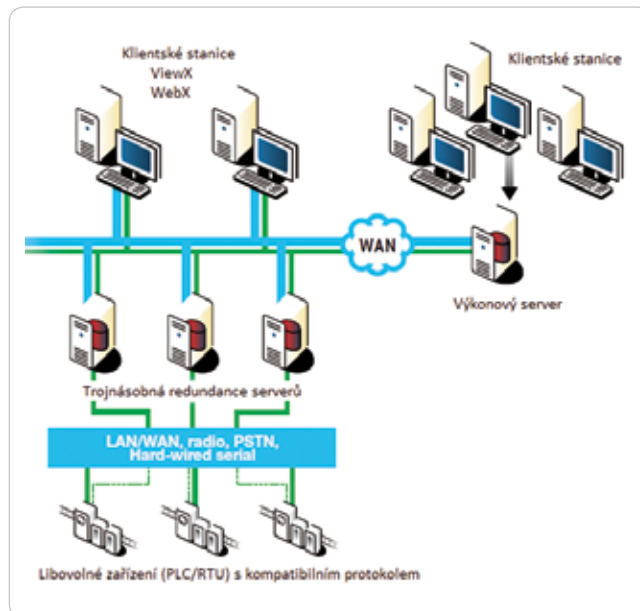 Klientské stanice
ViewX
WebX
Klientské stanice
WAN
Výkonový server
Trojnásobná redundance serverů
LAN/WAN, radio, PSTN,
Hard-wired serial
Libovolné zařízení (PLC/RTU) s kompatibilním protokolem